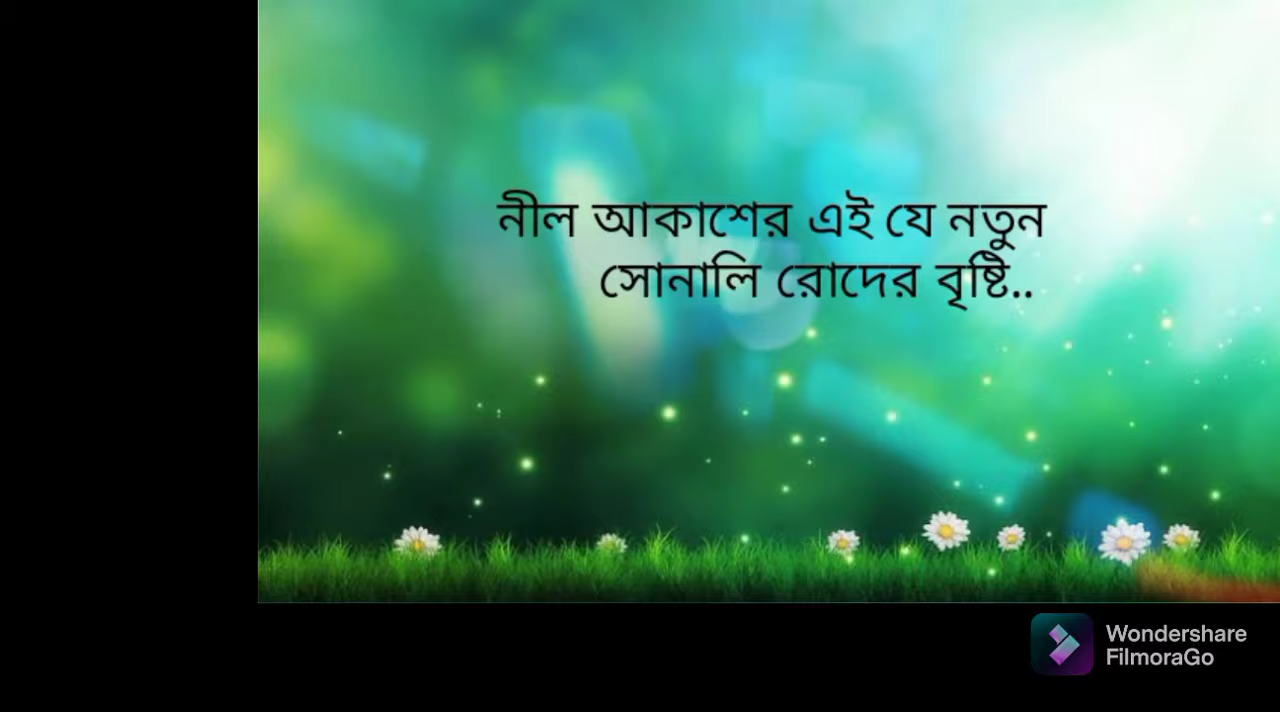 নীল আকাশের এই যে নতুন
সোনালি রোদের বৃষ্টি..
Wondershare
FilmoraGo